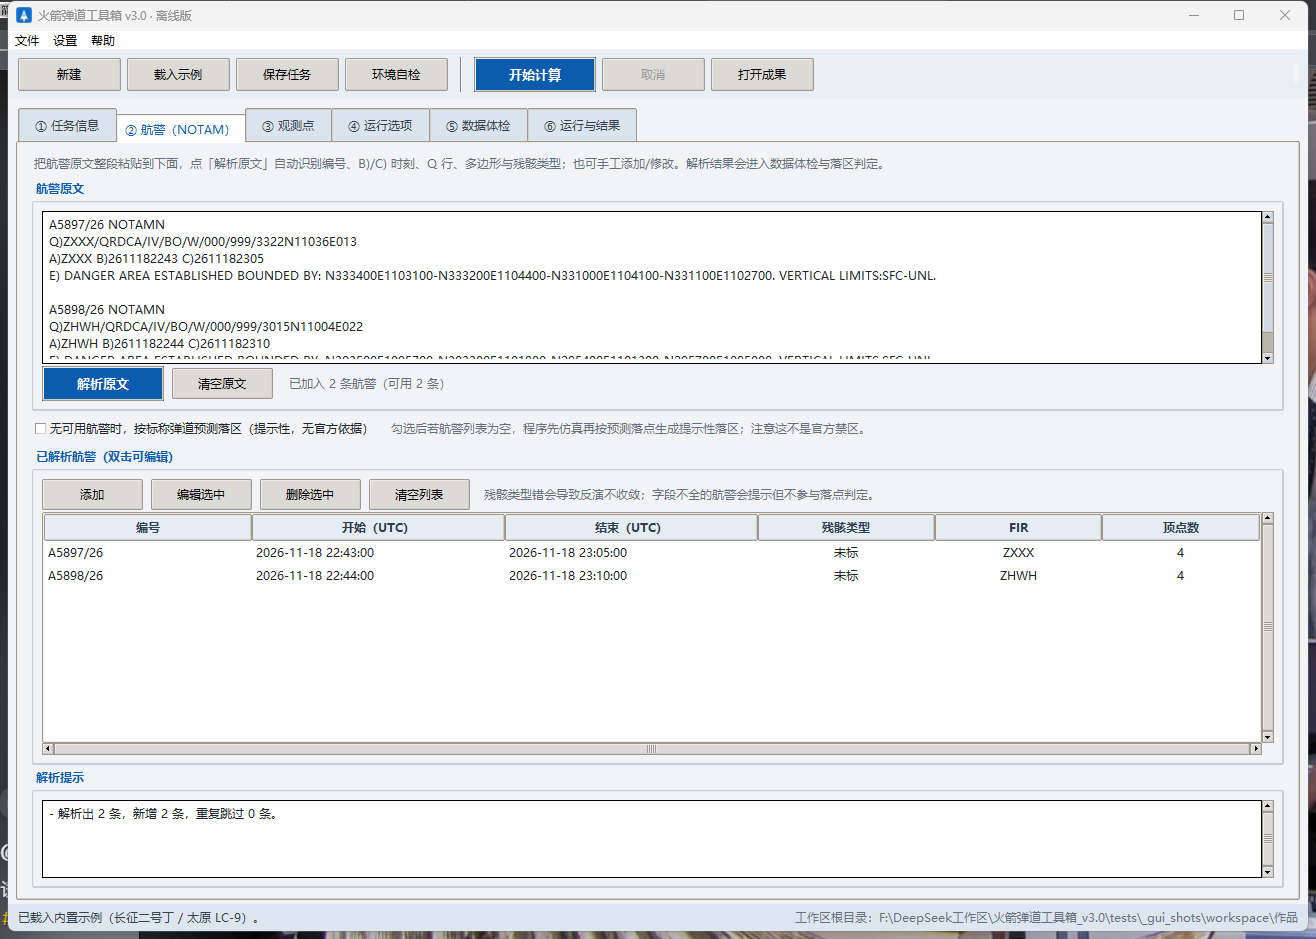 火箭弹道工具箱 v3.0 · 离线版
文件 设置 帮助
新建 载入示例 保存任务 环境自检 开始计算 取消 打开成果
① 任务信息 ② 航警（NOTAM） ③ 观测点 ④ 运行选项 ⑤ 数据体检 ⑥ 运行与结果
把航警原文整段粘贴到下面，点「解析原文」自动识别编号、B)/C) 时刻、Q 行、多边形与残骸类型；也可手工添加/修改。解析结果会进入数据体检与落区判定。
航警原文
A5897/26 NOTAMN
Q)ZXXX/QRDCA/IV/BO/W/000/999/3322N11036E013
A)ZXXX B)2611182243 C)2611182305
E) DANGER AREA ESTABLISHED BOUNDED BY: N333400E1103100-N333200E1104400-N331000E1104100-N331100E1102700. VERTICAL LIMITS:SFC-UNL.
A5898/26 NOTAMN
Q)ZHWH/QRDCA/IV/BO/W/000/999/3015N11004E022
A)ZHWH B)2611182244 C)2611182310
解析原文 清空原文 已加入 2 条航警（可用 2 条）
无可用航警时，按标称弹道预测落区（提示性，无官方依据） 勾选后若航警列表为空，程序先仿真再按预测落点生成提示性落区；注意这不是官方禁区。
已解析航警（双击可编辑）
添加 编辑选中 删除选中 清空列表 残骸类型错会导致反演不收敛；字段不全的航警会提示但不参与落点判定。
编号 开始（UTC） 结束（UTC） 残骸类型 FIR 顶点数
A5897/26 2026-11-18 22:43:00 2026-11-18 23:05:00 未标 ZXXX 4
A5898/26 2026-11-18 22:44:00 2026-11-18 23:10:00 未标 ZHWH 4
解析提示
- 解析出 2 条，新增 2 条，重复跳过 0 条。
已载入内置示例（长征二号丁 / 太原 LC-9）。 工作区根目录：F:\DeepSeek工作区\火箭弹道工具箱_v3.0\tests\_gui_shots\workspace\作品